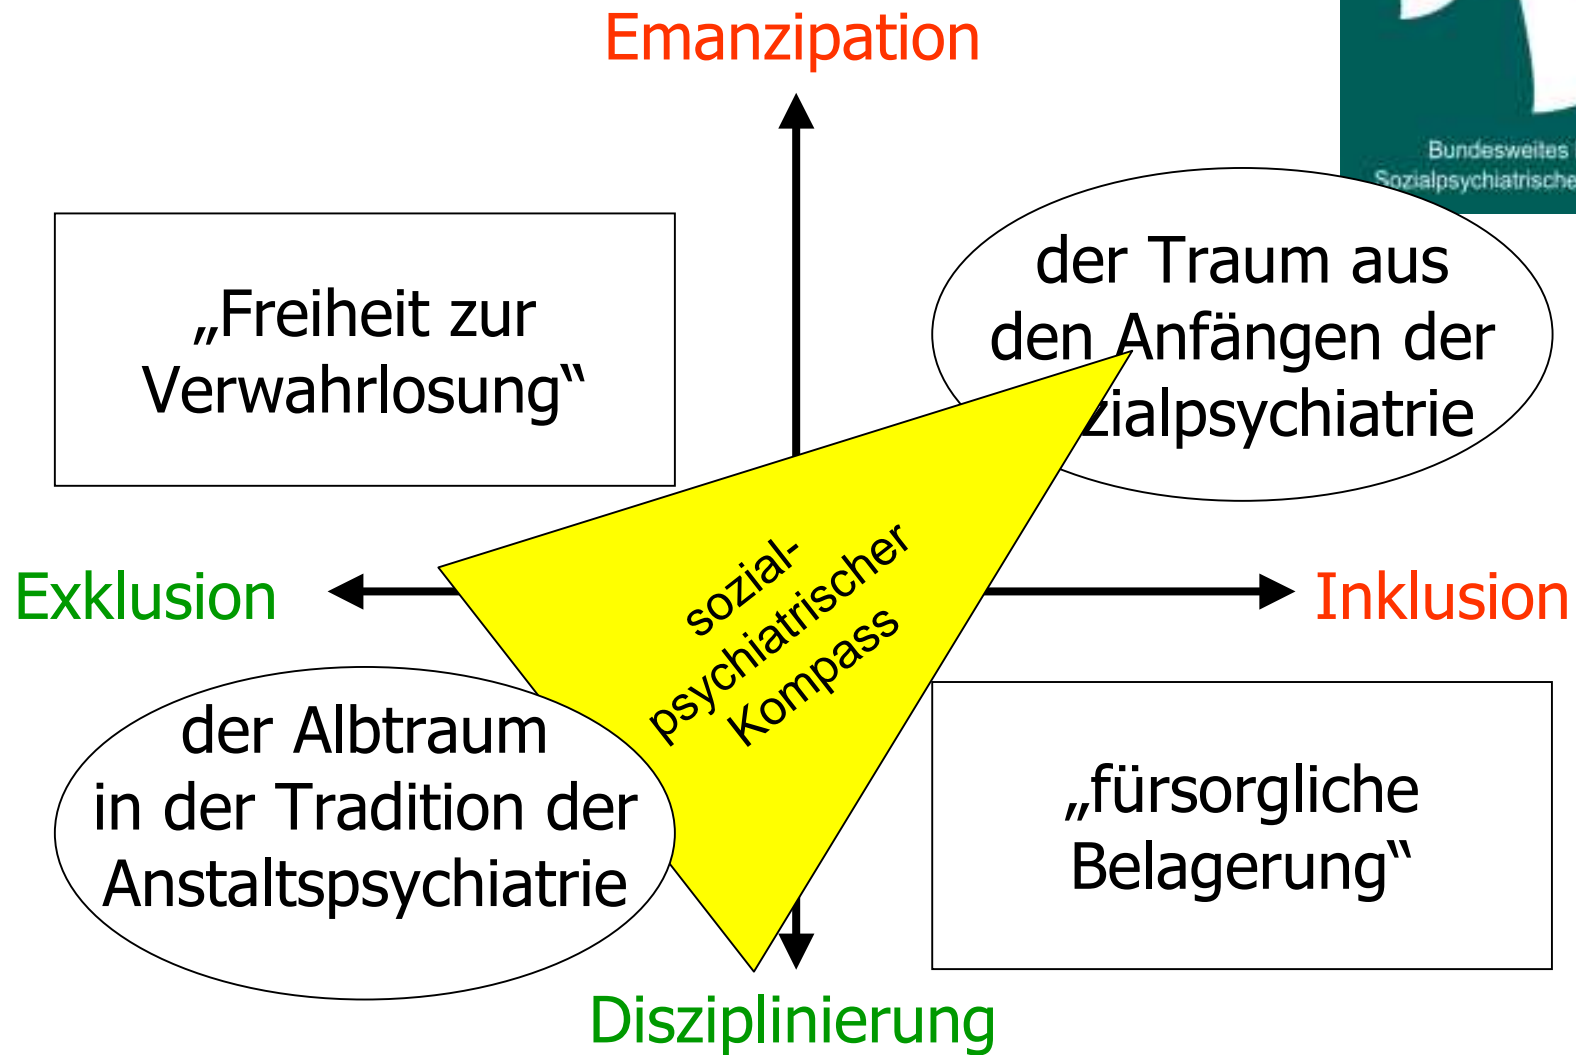 Emanzipation
Bundesweites
„Freiheit zur
Verwahrlosung“
der Traum aus
den Anfängen der
zialpsychiatrie
sozial-
psychiatrischer
Kompass
Exklusion
Inklusion
der Albtraum
in der Tradition der
Anstaltspsychiatrie
„fürsorgliche
Belagerung“
Disziplinierung